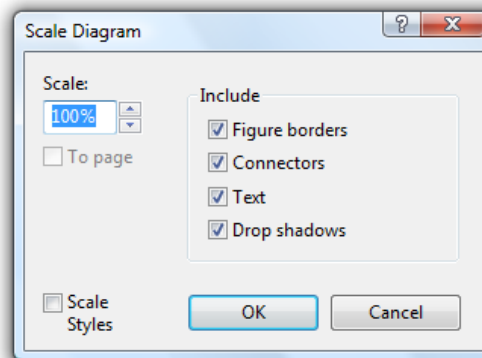 Scale Diagram
?
Scale:
100%
To page
Include
Figure borders
Connectors
Text
Drop shadows
Scale
Styles
OK
Cancel